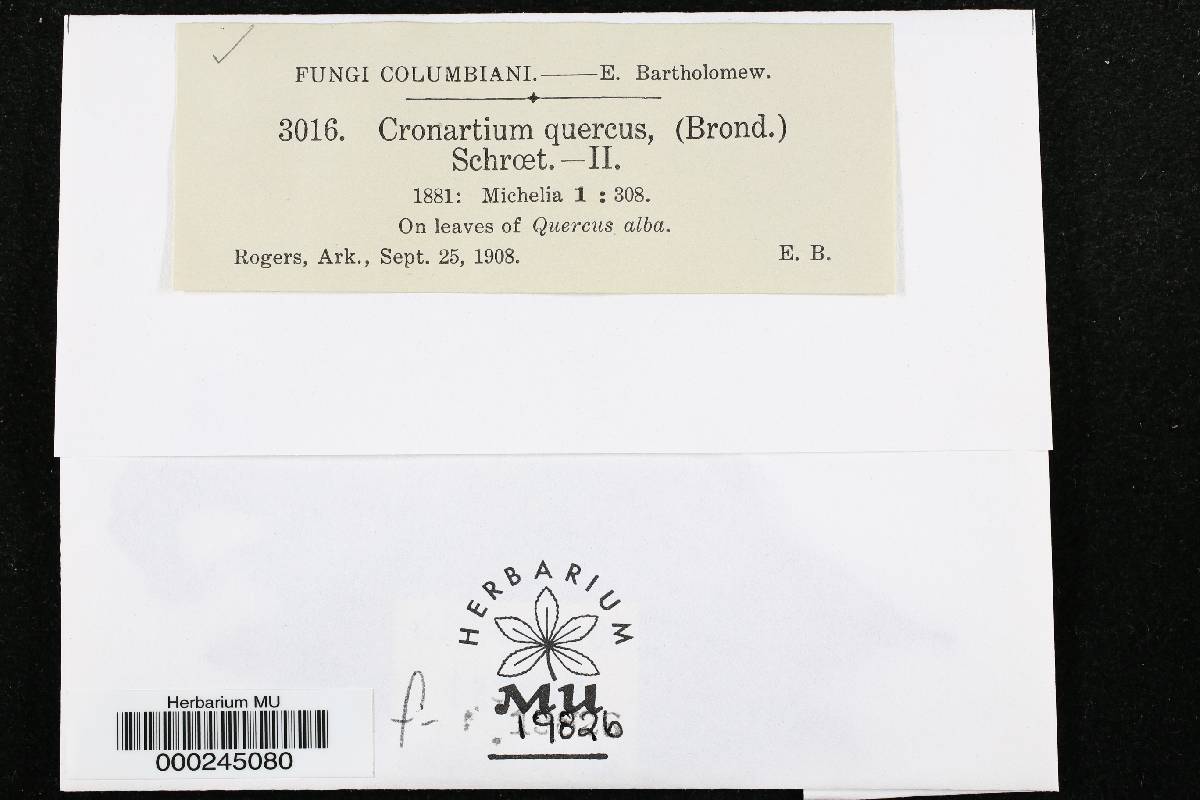 FUNGI COLUMBIANI.——E. Bartholomew.
3016. Cronartium quercus, (Brond.)
Schrœt.—II.
1881: Michelia 1 : 308.
On leaves of Quercus alba.
Rogers, Ark., Sept. 25, 1908. E. B.
HERBARIUM
MU
19826
Herbarium MU
000245080